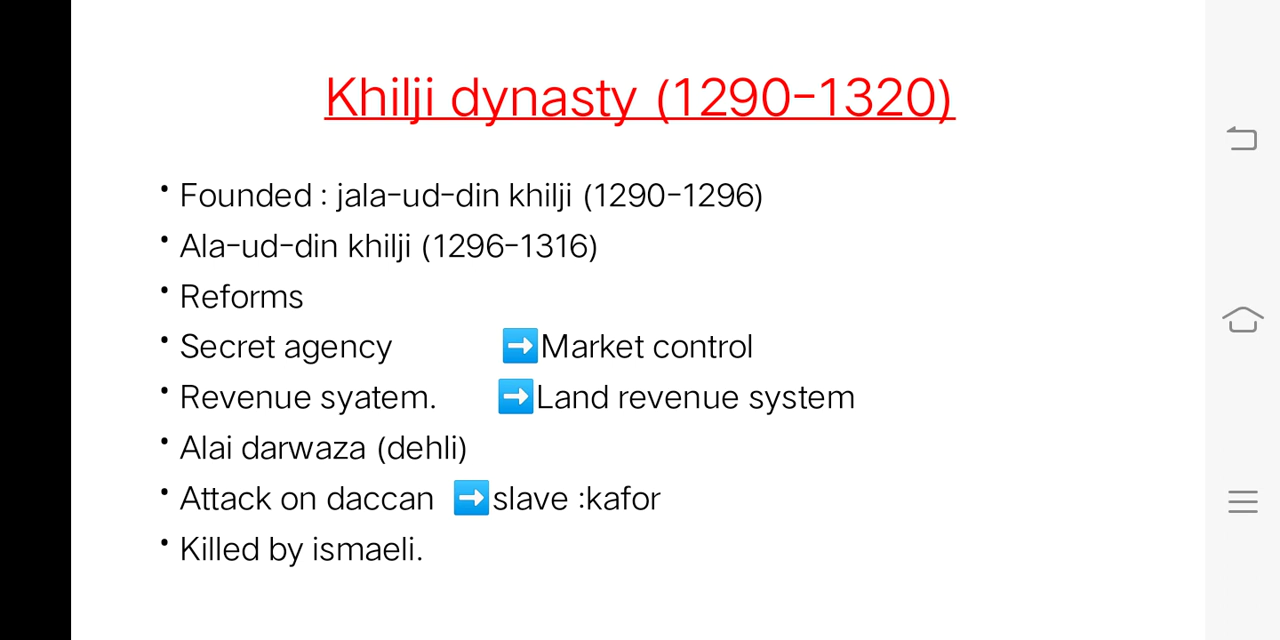 Khilji dynasty (1290-1320)
• Founded : jala-ud-din khilji (1290-1296)
• Ala-ud-din khilji (1296-1316)
• Reforms
• Secret agency ➡️Market control
• Revenue syatem. ➡️Land revenue system
• Alai darwaza (dehli)
• Attack on daccan ➡️slave :kafor
• Killed by ismaeli.